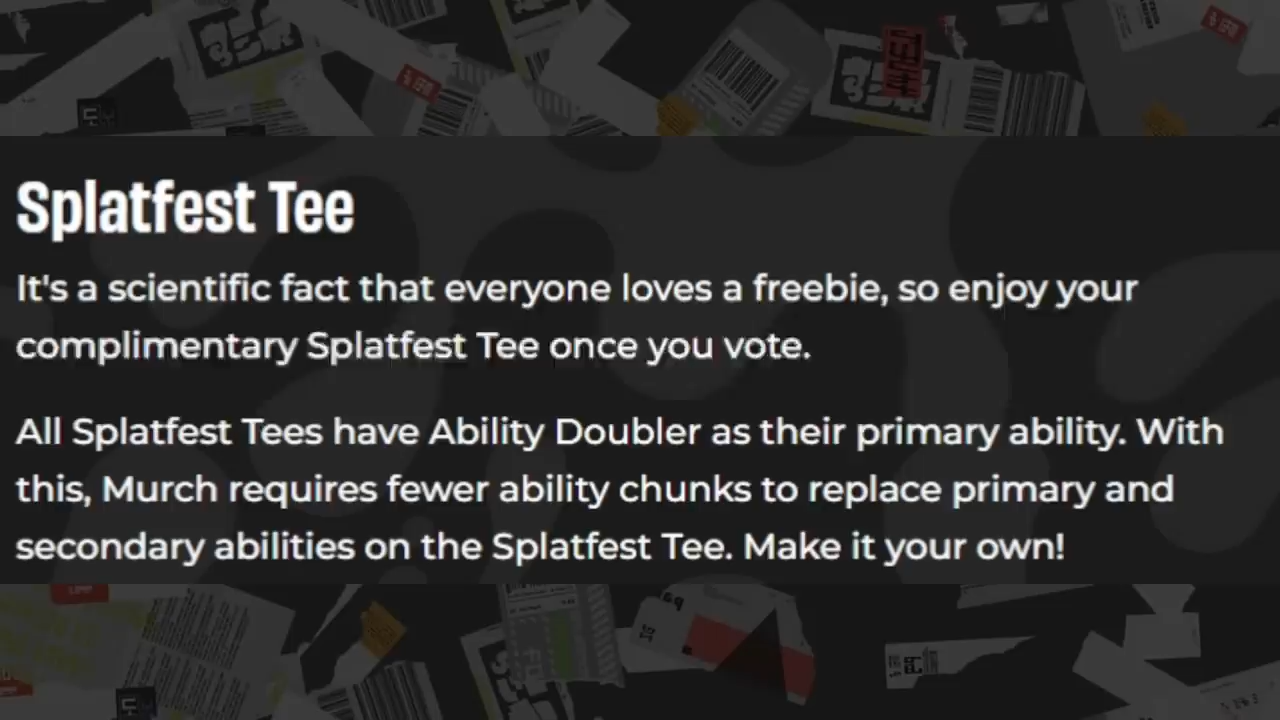 Splatfest Tee
It's a scientific fact that everyone loves a freebie, so enjoy your
complimentary Splatfest Tee once you vote.
All Splatfest Tees have Ability Doubler as their primary ability. With
this, Murch requires fewer ability chunks to replace primary and
secondary abilities on the Splatfest Tee. Make it your own!